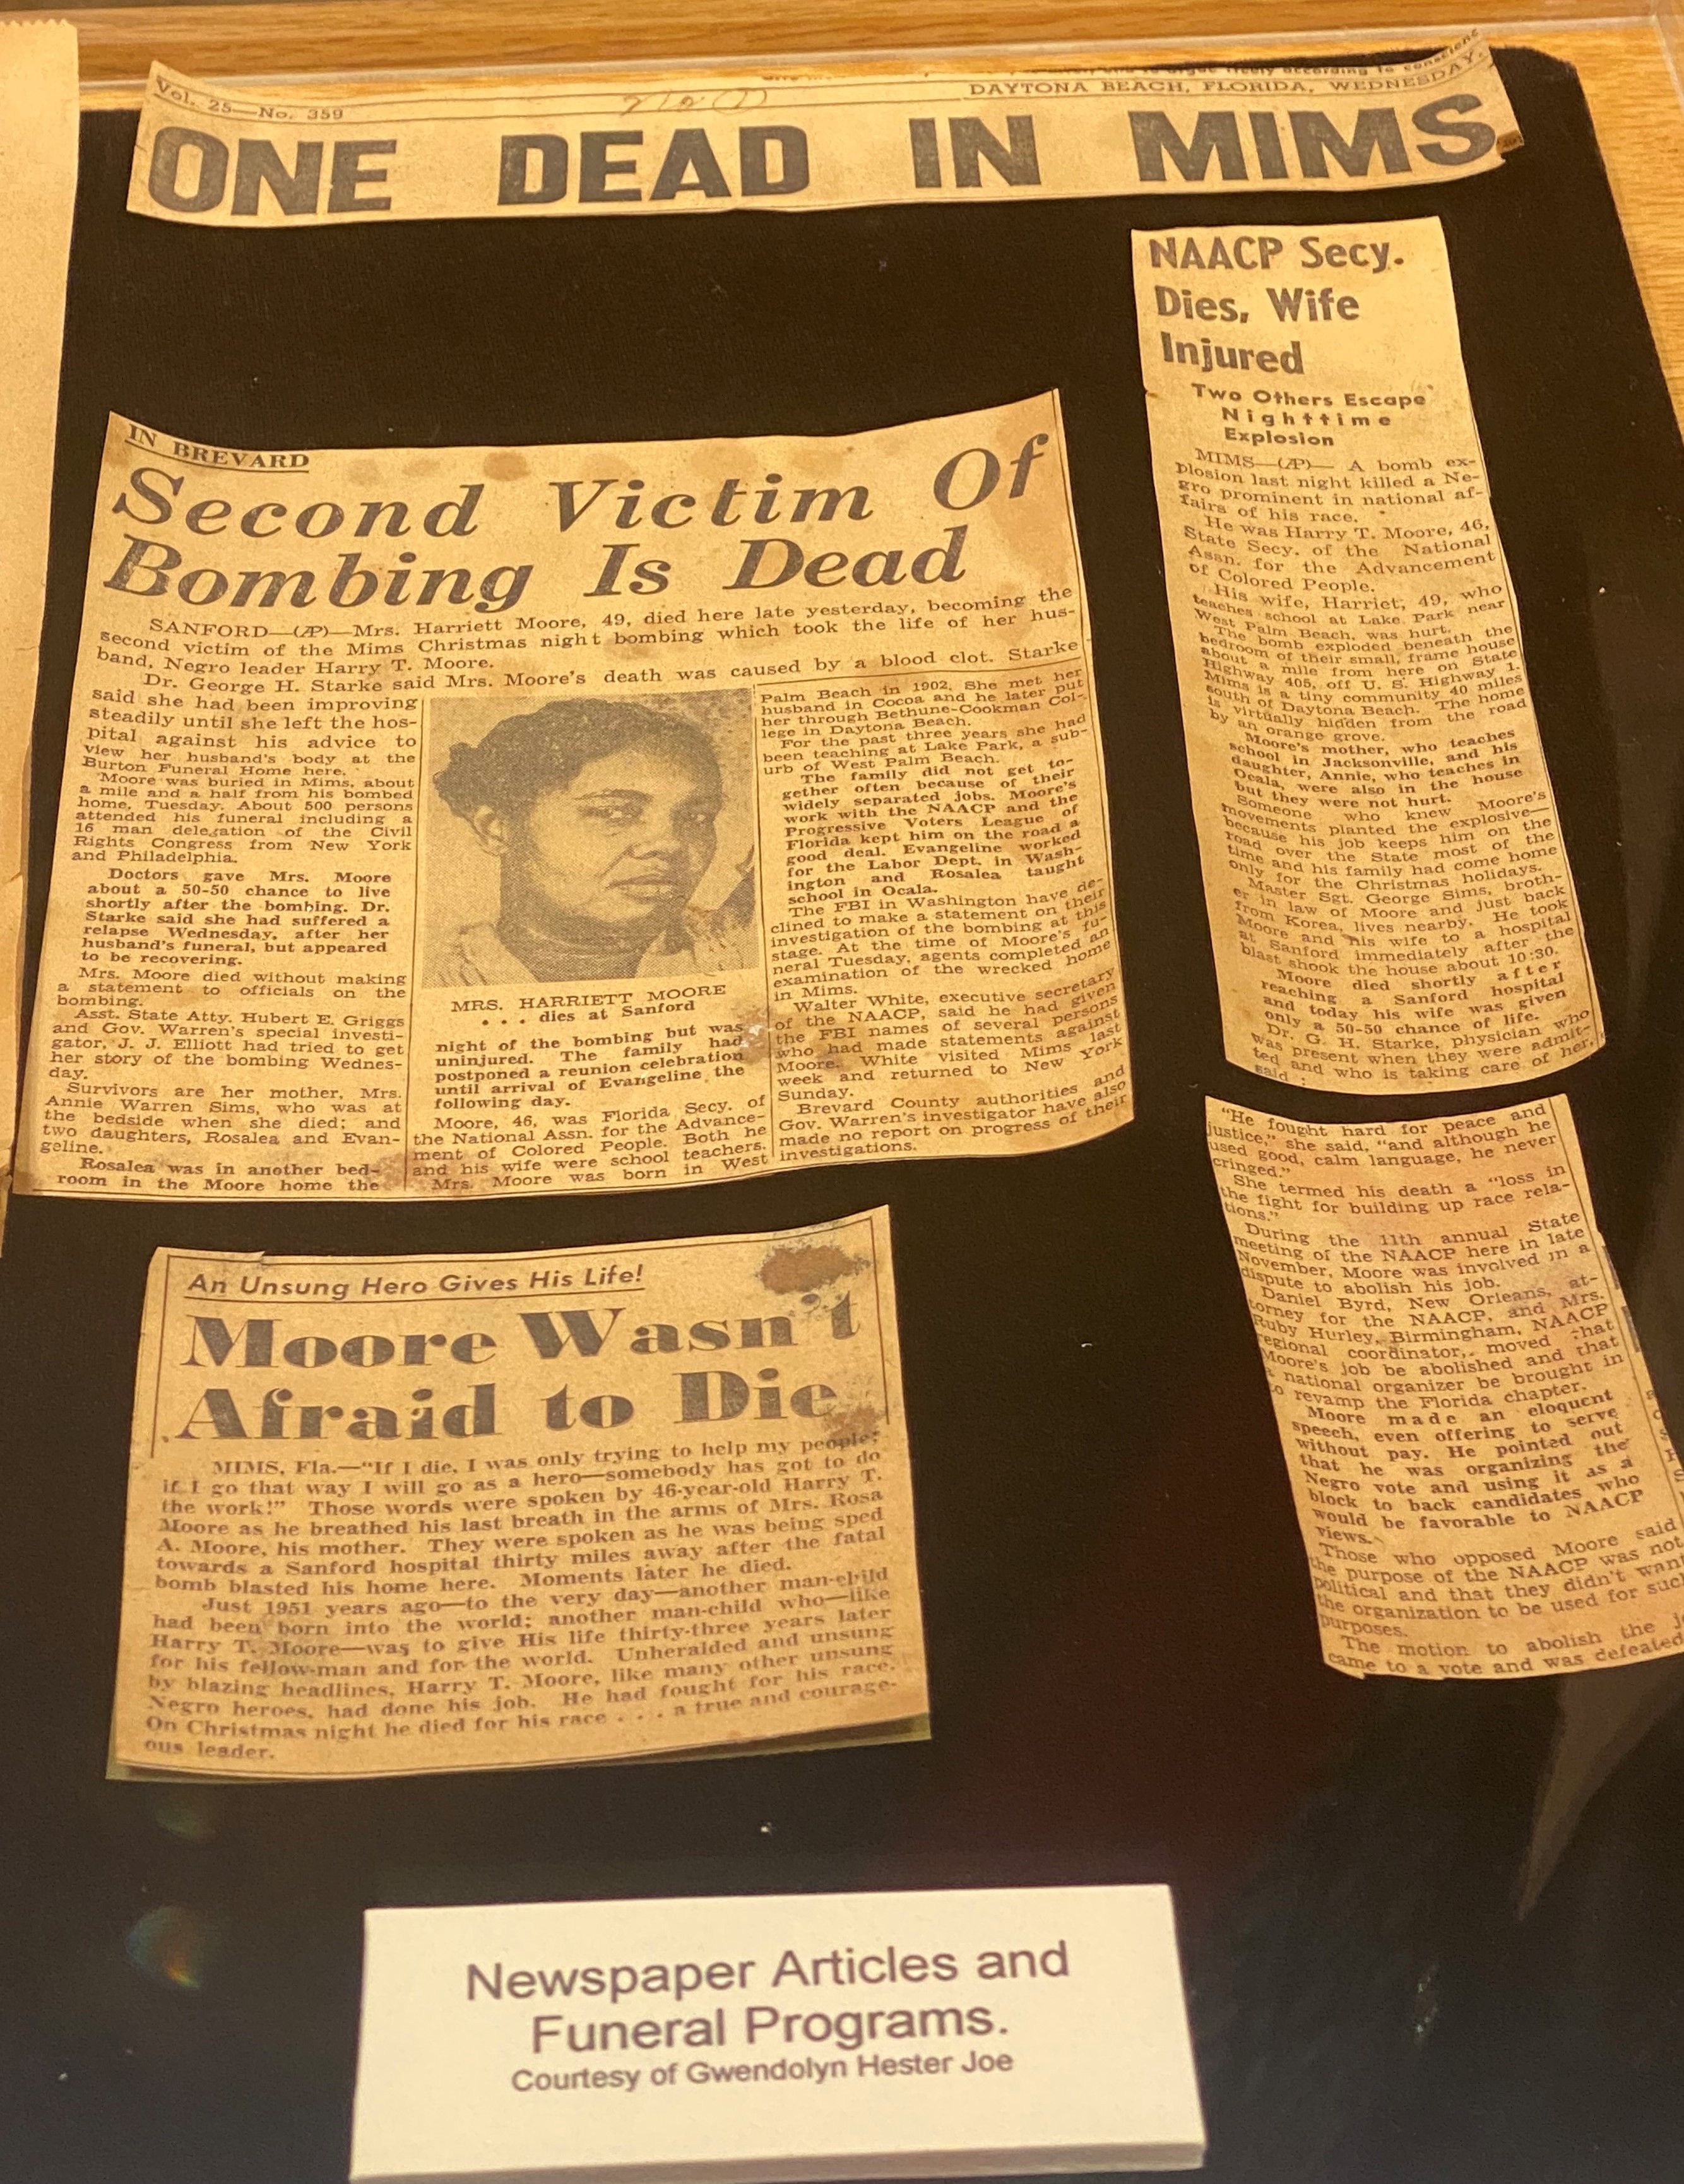 Vol. 25—No. 359
DAYTONA BEACH, FLORIDA, WEDNESDAY,
ONE DEAD IN MIMS
IN BREVARD
Second Victim Of
Bombing Is Dead
SANFORD—(AP)—Mrs. Harriett Moore, 49, died here late yesterday, becoming the
second victim of the Mims Christmas night bombing which took the life of her hus-
band, Negro leader Harry T. Moore.
Dr. George H. Starke said Mrs. Moore's death was caused by a blood clot. Starke
said she had been improving
steadily until she left the hos-
pital against his advice to
view her husband's body at the
Burton Funeral Home here.
Moore was buried in Mims, about
a mile and a half from his bombed
home, Tuesday. About 500 persons
attended his funeral including a
16 man delegation of the Civil
Rights Congress from New York
and Philadelphia.
Doctors gave Mrs. Moore
about a 50-50 chance to live
shortly after the bombing. Dr.
Starke said she had suffered a
relapse Wednesday, after her
husband's funeral, but appeared
to be recovering.
Mrs. Moore died without making
a statement to officials on the
bombing.
Asst. State Atty. Hubert E. Griggs
and Gov. Warren's special investi-
gator, J. J. Elliott had tried to get
her story of the bombing Wednes-
day.
Survivors are her mother, Mrs.
Annie Warren Sims, who was at
the bedside when she died; and
two daughters, Rosalea and Evan-
geline.
Rosalea was in another bed-
room in the Moore home the
MRS. HARRIETT MOORE
. . . dies at Sanford
night of the bombing but was
uninjured. The family had
postponed a reunion celebration
until arrival of Evangeline the
following day.
Moore, 46, was Florida Secy. of
the National Assn. for the Advance-
ment of Colored People. Both he
and his wife were school teachers.
Mrs. Moore was born in West
Palm Beach in 1902. She met her
husband in Cocoa and he later put
her through Bethune-Cookman Col-
lege in Daytona Beach.
For the past three years she had
been teaching at Lake Park, a sub-
urb of West Palm Beach.
The family did not get to-
gether often because of their
widely separated jobs. Moore's
work with the NAACP and the
Progressive Voters League of
Florida kept him on the road a
good deal. Evangeline worked
for the Labor Dept. in Wash-
ington and Rosalea taught
school in Ocala.
The FBI in Washington have de-
clined to make a statement on their
investigation of the bombing at this
stage. At the time of Moore's fu-
neral Tuesday, agents completed an
examination of the wrecked home
in Mims.
Walter White, executive secretary
of the NAACP, said he had given
the FBI names of several persons
who had made statements against
Moore. White visited Mims last
week and returned to New York
Sunday.
Brevard County authorities and
Gov. Warren's investigator have also
made no report on progress of their
investigations.
NAACP Secy.
Dies, Wife
Injured
Two Others Escape
Nighttime
Explosion
MIMS—(AP)— A bomb ex-
plosion last night killed a Ne-
gro prominent in national af-
fairs of his race.
He was Harry T. Moore, 46,
State Secy. of the National
Assn. for the Advancement
of Colored People.
His wife, Harriet, 49, who
teaches school at Lake Park near
West Palm Beach, was hurt.
The bomb exploded beneath the
bedroom of their small, frame house
about a mile from here on State
Highway 405, off U. S. Highway 1.
Mims is a tiny community 40 miles
south of Daytona Beach. The home
is virtually hidden from the road
by an orange grove.
Moore's mother, who teaches
school in Jacksonville, and his
daughter, Annie, who teaches in
Ocala, were also in the house
but they were not hurt.
Someone who knew Moore's
movements planted the explosive—
because his job keeps him on the
road over the State most of the
time and his family had come home
only for the Christmas holidays.
Master Sgt. George Sims, broth-
er in law of Moore and just back
from Korea, lives nearby. He took
Moore and his wife to a hospital
at Sanford immediately after the
blast shook the house about 10:30.
Moore died shortly after
reaching a Sanford hospital
and today his wife was given
only a 50-50 chance of life.
Dr. G. H. Starke, physician who
was present when they were admit-
ted and who is taking care of her,
said :
"He fought hard for peace and
justice," she said, "and although he
used good, calm language, he never
cringed."
She termed his death a "loss in
the fight for building up race rela-
tions."
During the 11th annual State
meeting of the NAACP here in late
November, Moore was involved in a
dispute to abolish his job.
Daniel Byrd, New Orleans, at-
torney for the NAACP, and Mrs.
Ruby Hurley, Birmingham, NAACP
regional coordinator, moved that
Moore's job be abolished and that
national organizer be brought in
to revamp the Florida chapter.
Moore made an eloquent
speech, even offering to serve
without pay. He pointed out
that he was organizing the
Negro vote and using it as a
block to back candidates who
would be favorable to NAACP
views.
Those who opposed Moore said
the purpose of the NAACP was not
political and that they didn't want
the organization to be used for such
purposes.
The motion to abolish the
came to a vote and was defeated
An Unsung Hero Gives His Life!
Moore Wasn't
Afraid to Die
MIMS, Fla.—"If I die, I was only trying to help my people;
if I go that way I will go as a hero—somebody has got to do
the work!" Those words were spoken by 46-year-old Harry T.
Moore as he breathed his last breath in the arms of Mrs. Rosa
A. Moore, his mother. They were spoken as he was being sped
towards a Sanford hospital thirty miles away after the fatal
bomb blasted his home here. Moments later he died.
Just 1951 years ago—to the very day—another man-child
had been born into the world; another man-child who—like
Harry T. Moore—was to give His life thirty-three years later
for his fellow-man and for the world. Unheralded and unsung
by blazing headlines, Harry T. Moore, like many other unsung
Negro heroes, had done his job. He had fought for his race.
On Christmas night he died for his race . . . a true and courage-
ous leader.
Newspaper Articles and
Funeral Programs.
Courtesy of Gwendolyn Hester Joe